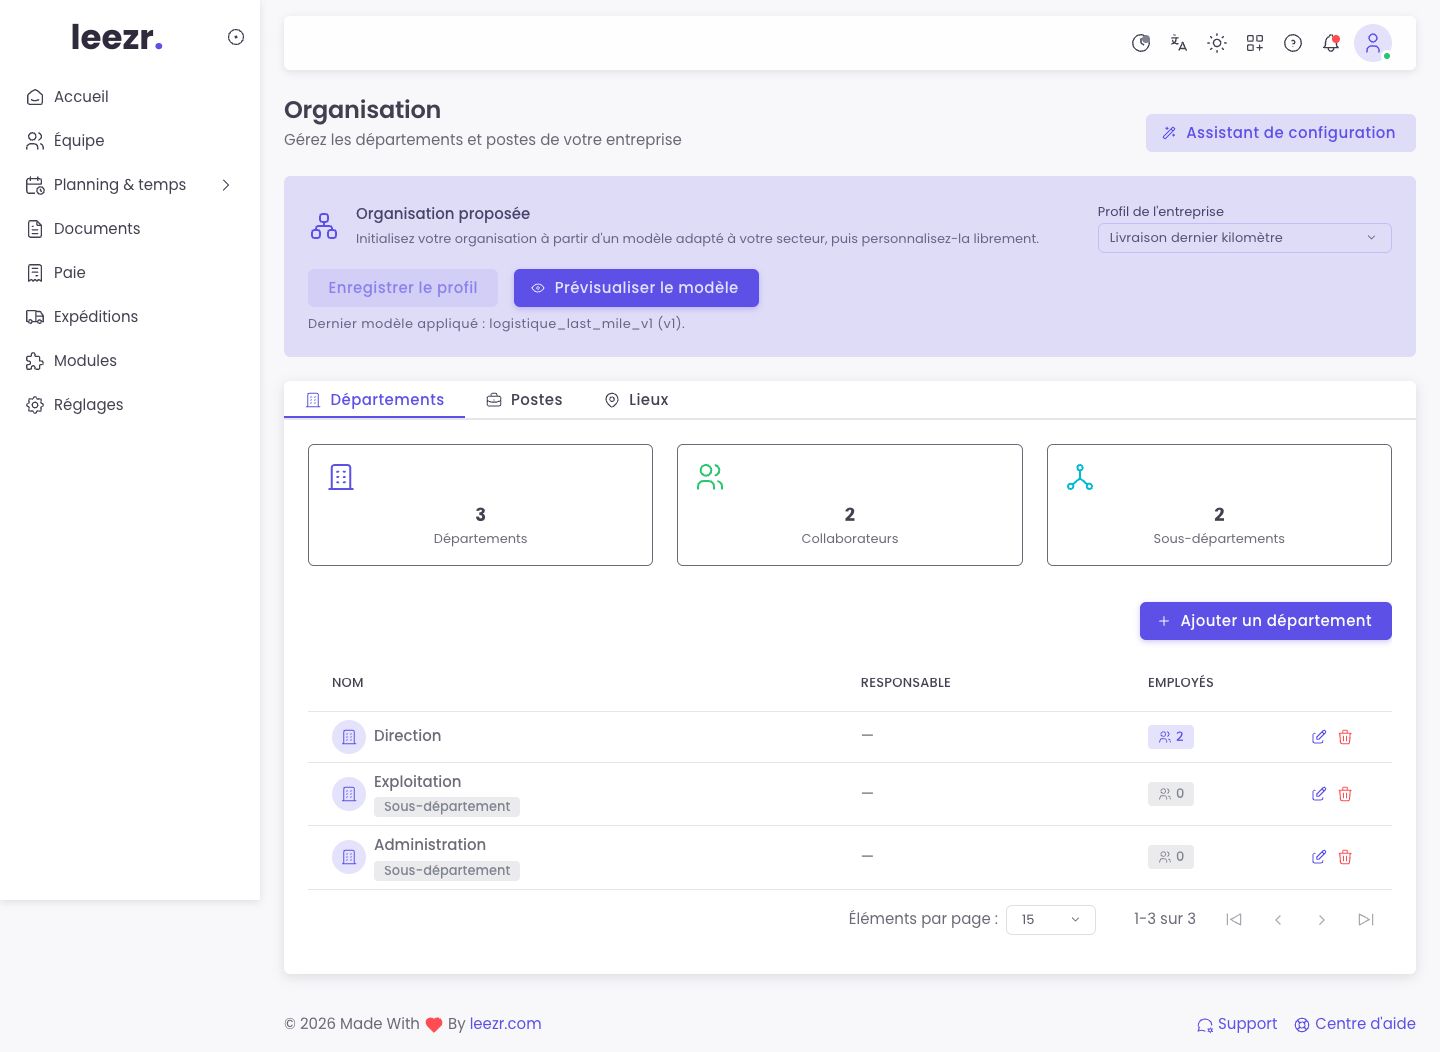 leezr.
Accueil
Équipe
Planning & temps
Documents
Paie
Expéditions
Modules
Réglages
Organisation
Gérez les départements et postes de votre entreprise
Assistant de configuration
Organisation proposée
Initialisez votre organisation à partir d'un modèle adapté à votre secteur, puis personnalisez-la librement.
Profil de l'entreprise
Livraison dernier kilomètre
Enregistrer le profil
Prévisualiser le modèle
Dernier modèle appliqué : logistique_last_mile_v1 (v1).
Départements
Postes
Lieux
3
Départements
2
Collaborateurs
2
Sous-départements
Ajouter un département
NOM RESPONSABLE EMPLOYÉS
Direction — 2
Exploitation — 0
Sous-département
Administration — 0
Sous-département
Éléments par page : 15 1-3 sur 3
© 2026 Made With By leezr.com
Support
Centre d'aide